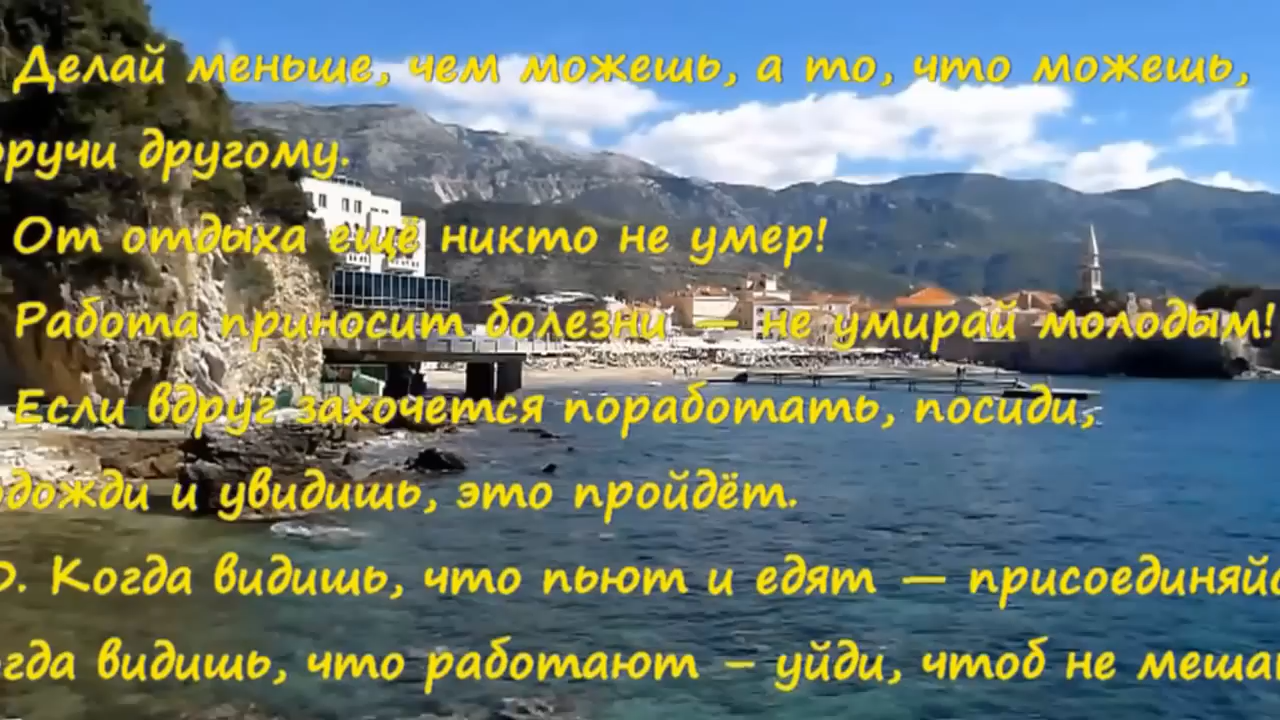 Делай меньше, чем можешь, а то, что можешь,
оручи другому.
От отдыха ещё никто не умер!
Работа приносит болезни — не умирай молодым!
Если вдруг захочется поработать, посиди,
одожди и увидишь, это пройдёт.
0. Когда видишь, что пьют и едят — присоединяйс
огда видишь, что работают – уйди, чтоб не меша